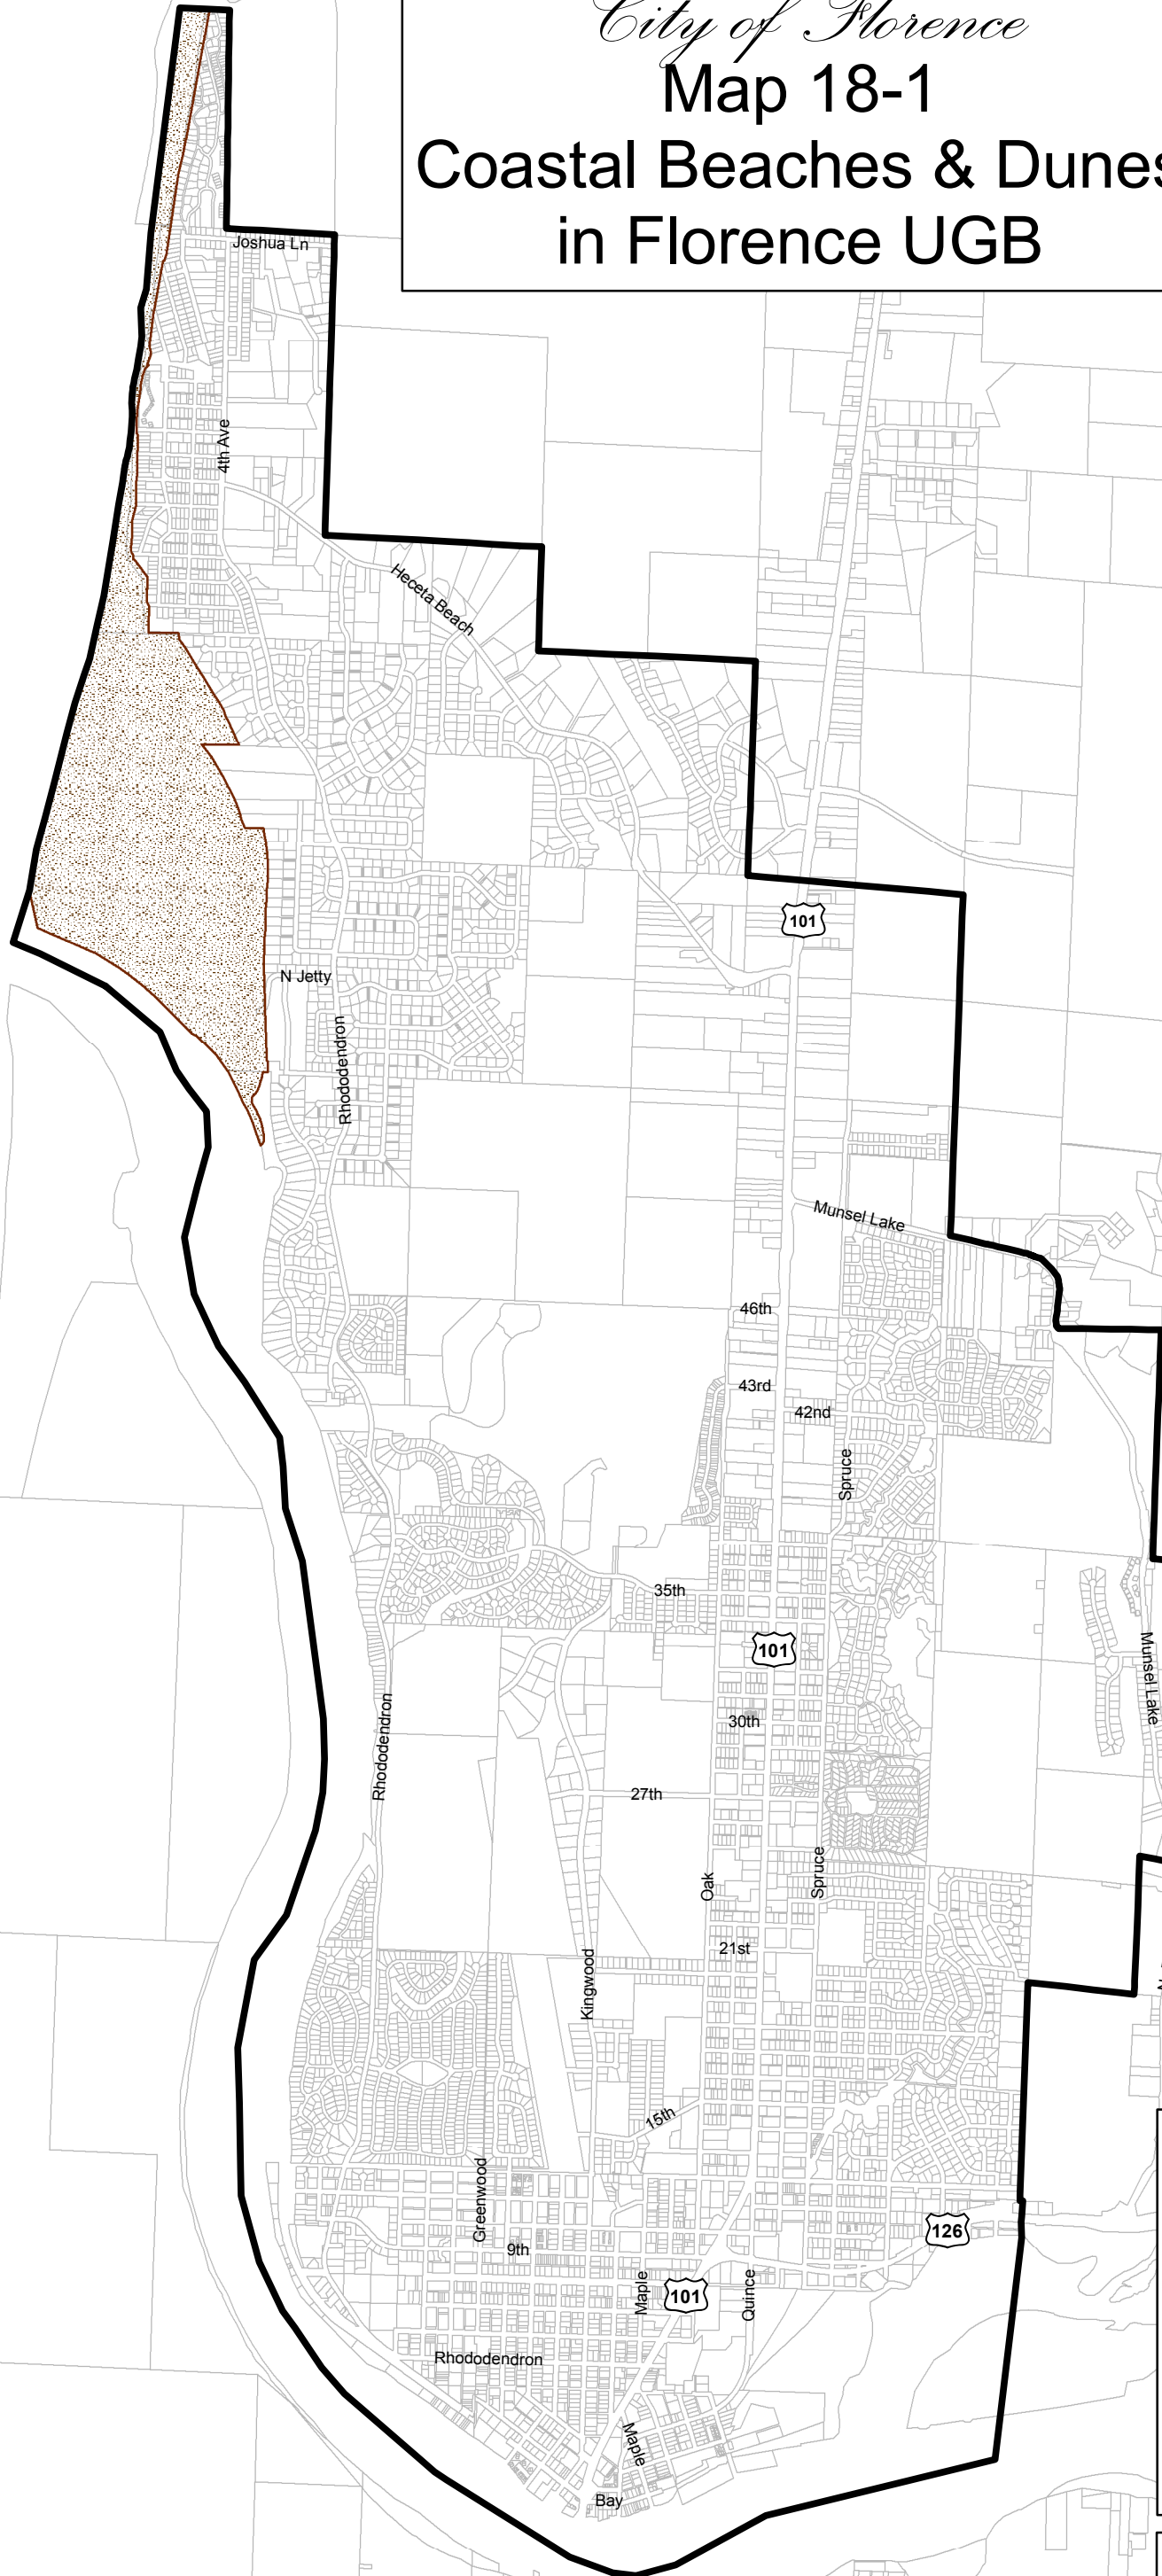 City of Florence
Map 18-1
Coastal Beaches & Dunes
in Florence UGB
Joshua Ln
4th Ave
Heceta Beach
101
N Jetty
Rhododendron
Munsel Lake
46th
43rd
42nd
Spruce
35th
101
Munsel Lake
30th
Rhododendron
27th
Oak
Spruce
21st
Kingwood
15th
Greenwood
126
9th
Maple
101
Quince
Rhododendron
Maple
Bay